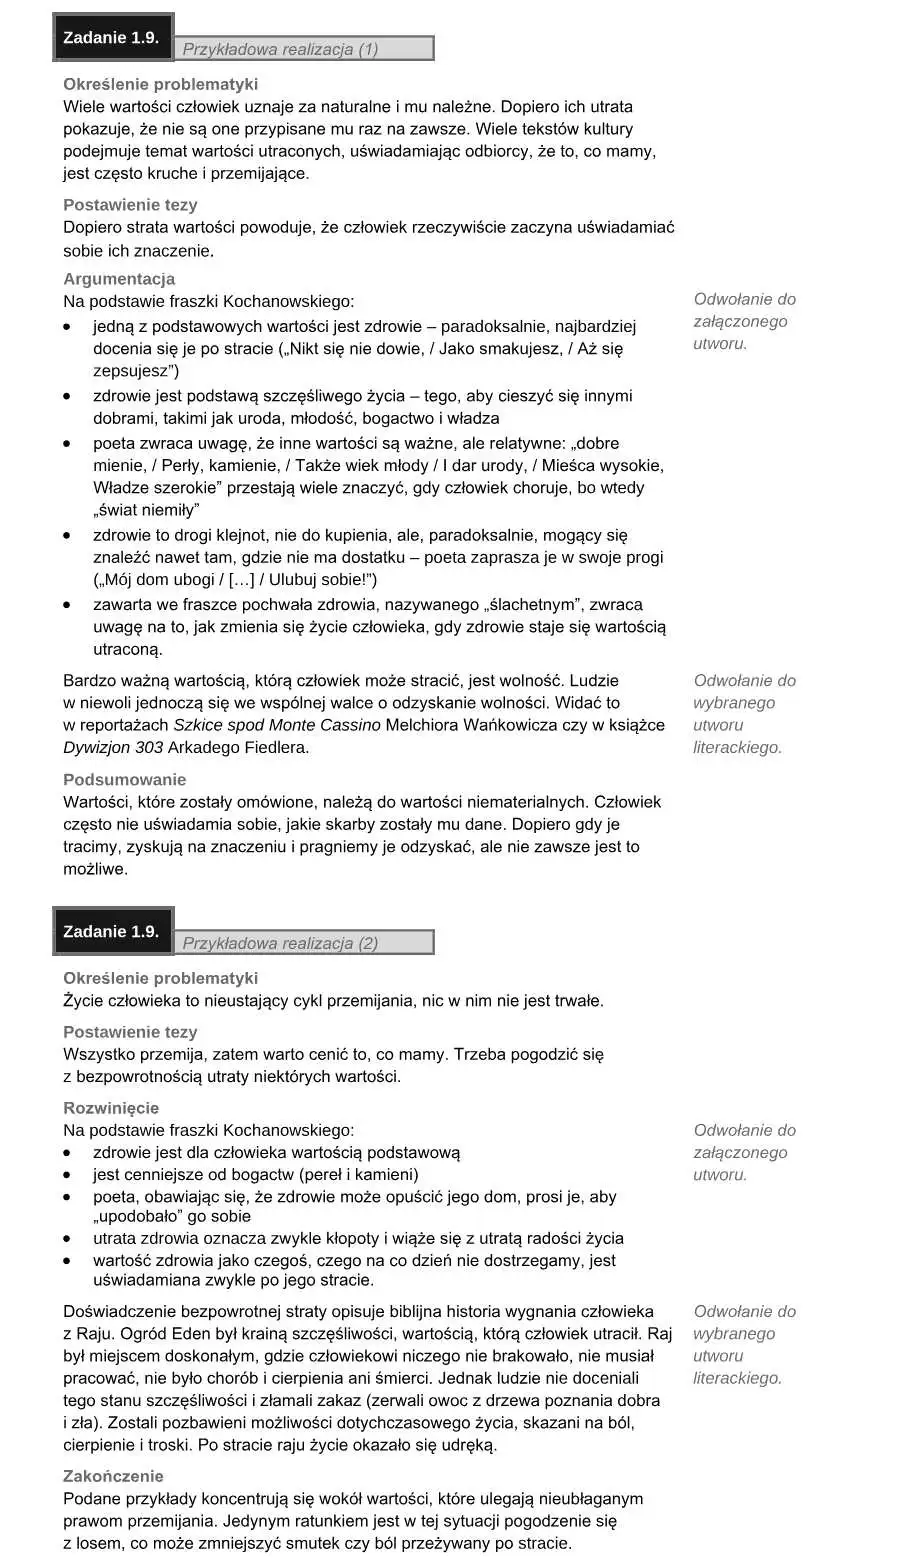 Zadanie 1.9.
Przykładowa realizacja (1)
Określenie problematyki
Wiele wartości człowiek uznaje za naturalne i mu należne. Dopiero ich utrata
pokazuje, że nie są one przypisane mu raz na zawsze. Wiele tekstów kultury
podejmuje temat wartości utraconych, uświadamiając odbiorcy, że to, co mamy,
jest często kruche i przemijające.
Postawienie tezy
Dopiero strata wartości powoduje, że człowiek rzeczywiście zaczyna uświadamiać
sobie ich znaczenie.
Argumentacja
Na podstawie fraszki Kochanowskiego:
• jedną z podstawowych wartości jest zdrowie – paradoksalnie, najbardziej
docenia się je po stracie („Nikt się nie dowie, / Jako smakujesz, / Aż się
zepsujesz”)
• zdrowie jest podstawą szczęśliwego życia – tego, aby cieszyć się innymi
dobrami, takimi jak uroda, młodość, bogactwo i władza
• poeta zwraca uwagę, że inne wartości są ważne, ale relatywne: „dobre
mienie, / Perły, kamienie, / Także wiek młody / I dar urody, / Mieśca wysokie,
Władze szerokie” przestają wiele znaczyć, gdy człowiek choruje, bo wtedy
„świat niemiły”
• zdrowie to drogi klejnot, nie do kupienia, ale, paradoksalnie, mogący się
znaleźć nawet tam, gdzie nie ma dostatku – poeta zaprasza je w swoje progi
(„Mój dom ubogi / […] / Ulubuj sobie!”)
• zawarta we fraszce pochwała zdrowia, nazywanego „ślachetnym”, zwraca
uwagę na to, jak zmienia się życie człowieka, gdy zdrowie staje się wartością
utraconą.
Odwołanie do
załączonego
utworu.
Bardzo ważną wartością, którą człowiek może stracić, jest wolność. Ludzie
w niewoli jednoczą się we wspólnej walce o odzyskanie wolności. Widać to
w reportażach Szkice spod Monte Cassino Melchiora Wańkowicza czy w książce
Dywizjon 303 Arkadego Fiedlera.
Odwołanie do
wybranego
utworu
literackiego.
Podsumowanie
Wartości, które zostały omówione, należą do wartości niematerialnych. Człowiek
często nie uświadamia sobie, jakie skarby zostały mu dane. Dopiero gdy je
tracimy, zyskują na znaczeniu i pragniemy je odzyskać, ale nie zawsze jest to
możliwe.
Zadanie 1.9.
Przykładowa realizacja (2)
Określenie problematyki
Życie człowieka to nieustający cykl przemijania, nic w nim nie jest trwałe.
Postawienie tezy
Wszystko przemija, zatem warto cenić to, co mamy. Trzeba pogodzić się
z bezpowrotnością utraty niektórych wartości.
Rozwinięcie
Na podstawie fraszki Kochanowskiego:
• zdrowie jest dla człowieka wartością podstawową
• jest cenniejsze od bogactw (pereł i kamieni)
• poeta, obawiając się, że zdrowie może opuścić jego dom, prosi je, aby
„upodobało” go sobie
• utrata zdrowia oznacza zwykle kłopoty i wiąże się z utratą radości życia
• wartość zdrowia jako czegoś, czego na co dzień nie dostrzegamy, jest
uświadamiana zwykle po jego stracie.
Odwołanie do
załączonego
utworu.
Doświadczenie bezpowrotnej straty opisuje biblijna historia wygnania człowieka
z Raju. Ogród Eden był krainą szczęśliwości, wartością, którą człowiek utracił. Raj
był miejscem doskonałym, gdzie człowiekowi niczego nie brakowało, nie musiał
pracować, nie było chorób i cierpienia ani śmierci. Jednak ludzie nie doceniali
tego stanu szczęśliwości i złamali zakaz (zerwali owoc z drzewa poznania dobra
i zła). Zostali pozbawieni możliwości dotychczasowego życia, skazani na ból,
cierpienie i troski. Po stracie raju życie okazało się udręką.
Odwołanie do
wybranego
utworu
literackiego.
Zakończenie
Podane przykłady koncentrują się wokół wartości, które ulegają nieubłaganym
prawom przemijania. Jedynym ratunkiem jest w tej sytuacji pogodzenie się
z losem, co może zmniejszyć smutek czy ból przeżywany po stracie.